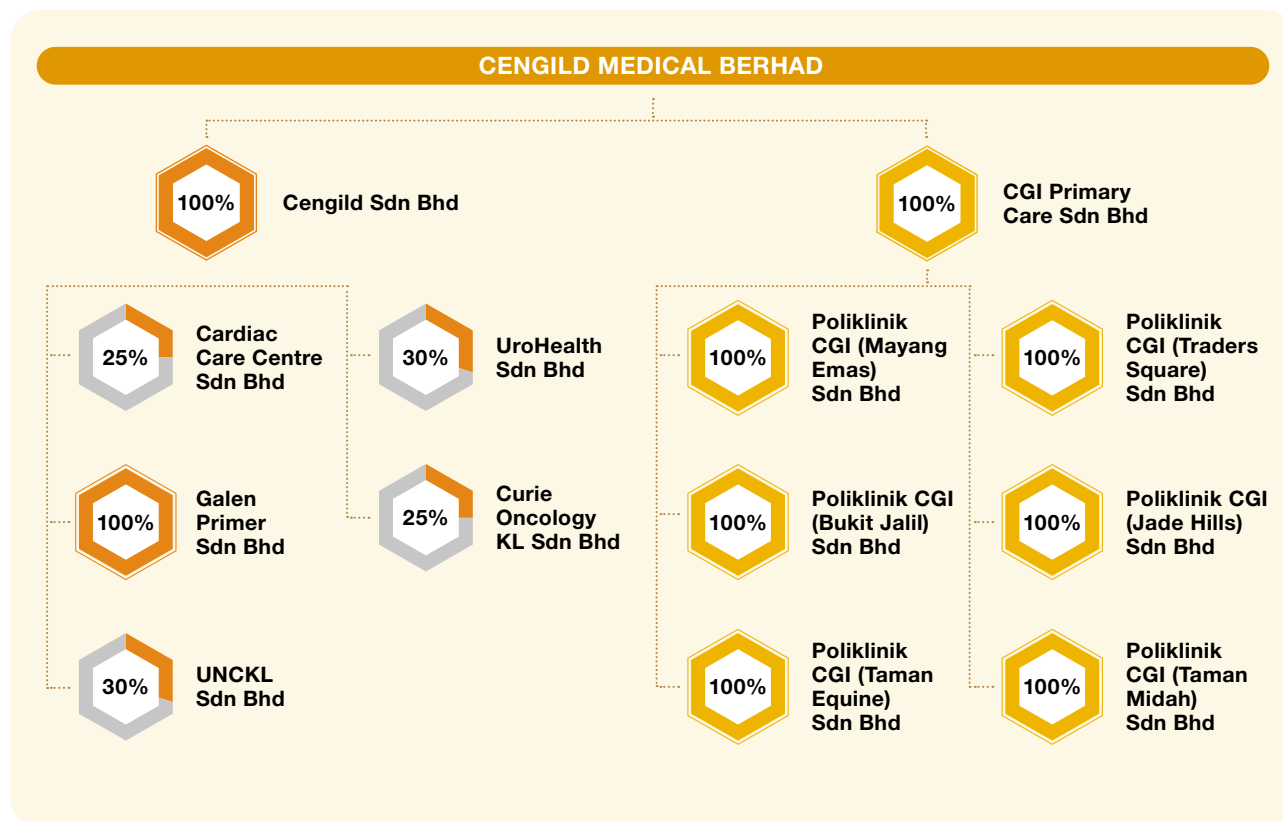 CENGILD MEDICAL BERHAD
100%
Cengild Sdn Bhd
100%
CGI Primary
Care Sdn Bhd
25%
Cardiac
Care Centre
Sdn Bhd
30%
UroHealth
Sdn Bhd
100%
Galen
Primer
Sdn Bhd
25%
Curie
Oncology
KL Sdn Bhd
30%
UNCKL
Sdn Bhd
100%
Poliklinik
CGI (Mayang
Emas)
Sdn Bhd
100%
Poliklinik
CGI (Traders
Square)
Sdn Bhd
100%
Poliklinik CGI
(Bukit Jalil)
Sdn Bhd
100%
Poliklinik CGI
(Jade Hills)
Sdn Bhd
100%
Poliklinik
CGI (Taman
Equine)
Sdn Bhd
100%
Poliklinik
CGI (Taman
Midah)
Sdn Bhd